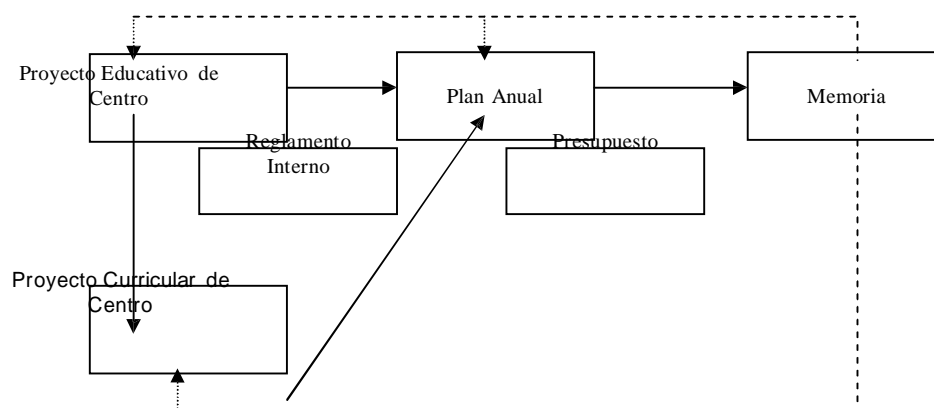 Proyecto Educativo de
Centro
Plan Anual
Memoria
Reglamento
Interno
Presupuesto
Proyecto Curricular de
Centro